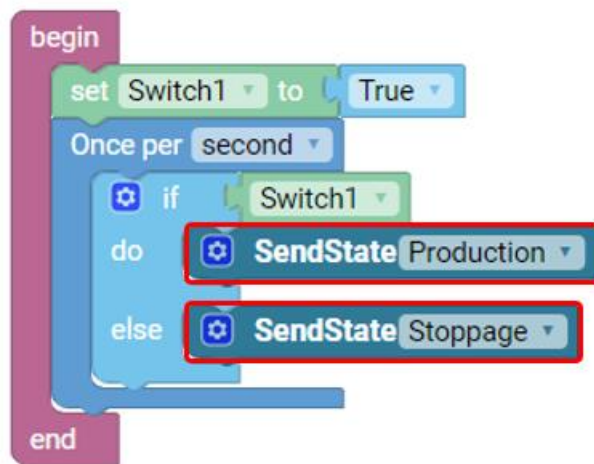 begin
set Switch1 to True
Once per second
if Switch1
do SendState Production
else SendState Stoppage
end